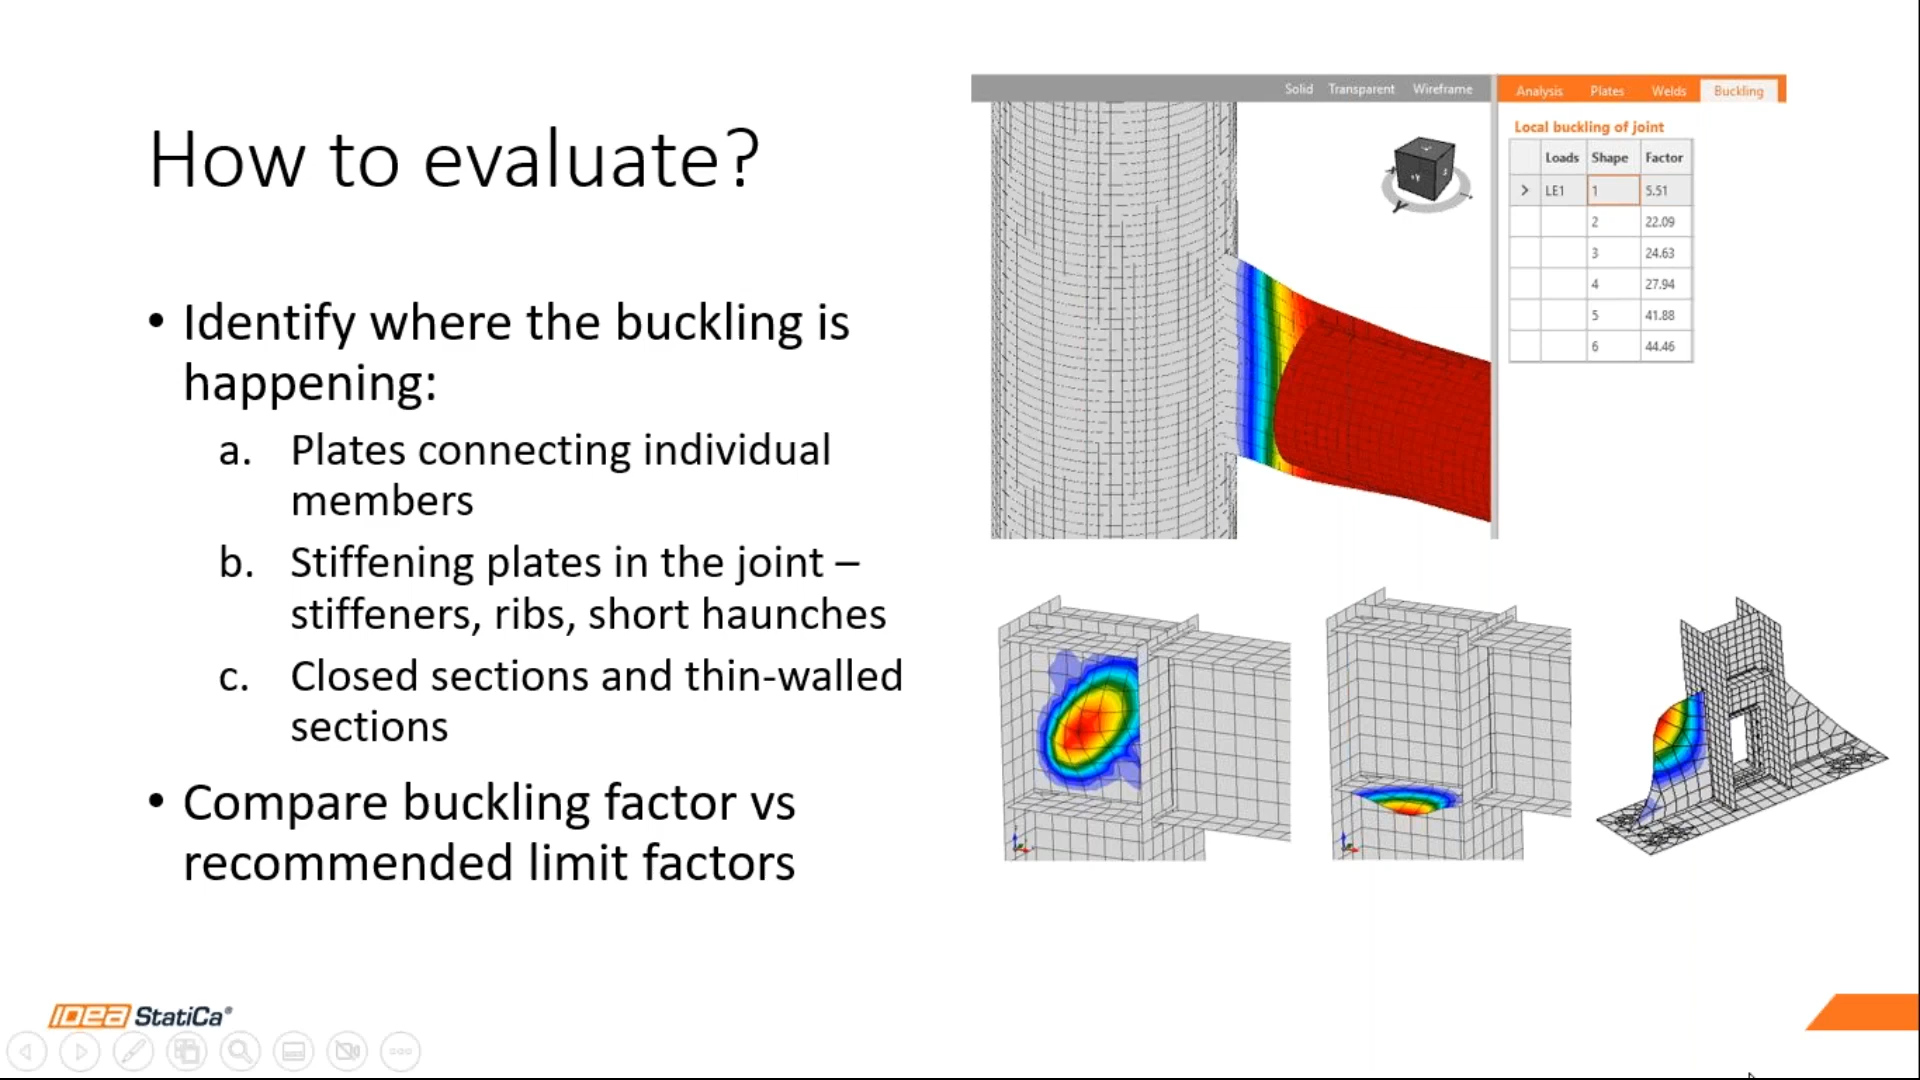 How to evaluate?
• Identify where the buckling is
happening:
a. Plates connecting individual
members
b. Stiffening plates in the joint –
stiffeners, ribs, short haunches
c. Closed sections and thin-walled
sections
• Compare buckling factor vs
recommended limit factors
Solid Transparent Wireframe
Analysis Plates Welds Buckling
Local buckling of joint
Loads Shape Factor
> LE1 1 5.51
2 22.09
3 24.63
4 27.94
5 41.88
6 44.46
IDEA StatiCa®